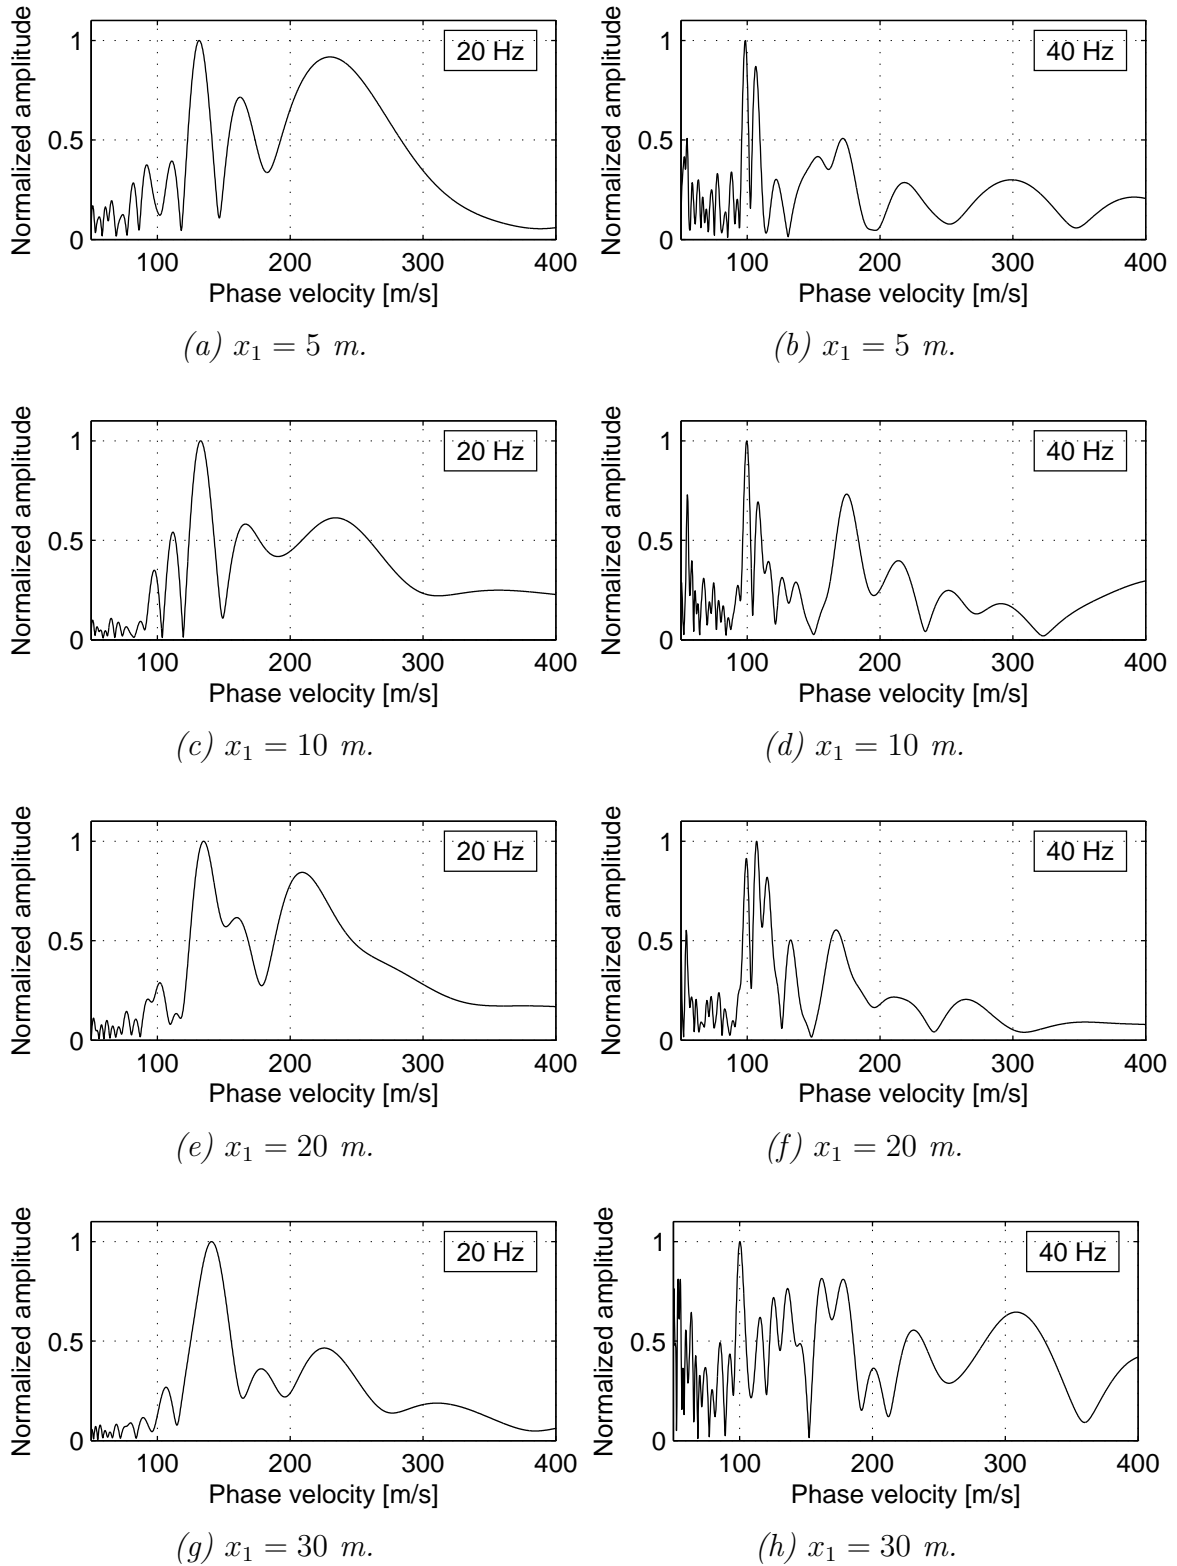 Normalized amplitude
1
0.5
0
20 Hz
100 200 300 400
Phase velocity [m/s]
(a) x₁ = 5 m.
Normalized amplitude
1
0.5
0
40 Hz
100 200 300 400
Phase velocity [m/s]
(b) x₁ = 5 m.
Normalized amplitude
1
0.5
0
20 Hz
100 200 300 400
Phase velocity [m/s]
(c) x₁ = 10 m.
Normalized amplitude
1
0.5
0
40 Hz
100 200 300 400
Phase velocity [m/s]
(d) x₁ = 10 m.
Normalized amplitude
1
0.5
0
20 Hz
100 200 300 400
Phase velocity [m/s]
(e) x₁ = 20 m.
Normalized amplitude
1
0.5
0
40 Hz
100 200 300 400
Phase velocity [m/s]
(f) x₁ = 20 m.
Normalized amplitude
1
0.5
0
20 Hz
100 200 300 400
Phase velocity [m/s]
(g) x₁ = 30 m.
Normalized amplitude
1
0.5
0
40 Hz
100 200 300 400
Phase velocity [m/s]
(h) x₁ = 30 m.